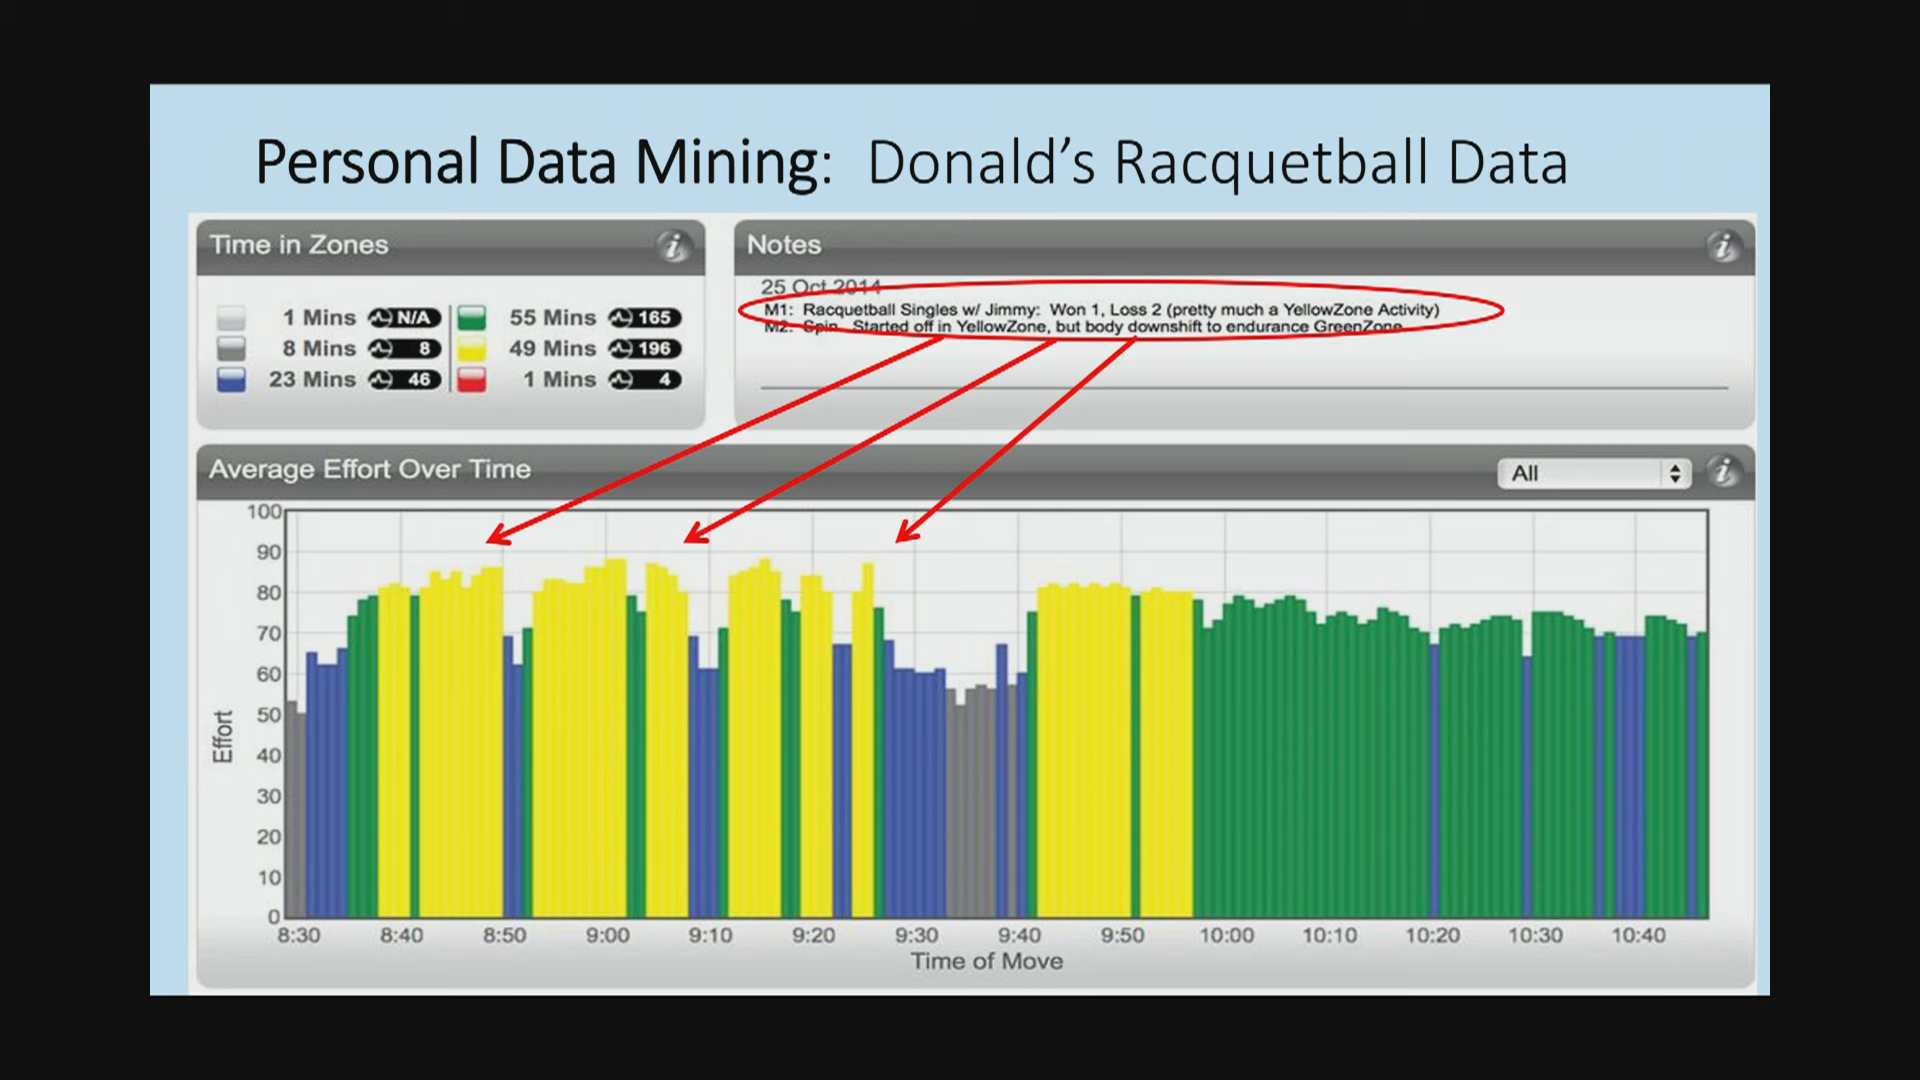 Personal Data Mining: Donald's Racquetball Data
Time in Zones
1 Mins N/A 55 Mins 165
8 Mins 8 49 Mins 196
23 Mins 46 1 Mins 4
Notes
25 Oct 2014
M1: Racquetball Singles w/ Jimmy: Won 1, Loss 2 (pretty much a YellowZone Activity)
M2: Spin. Started off in YellowZone, but body downshift to endurance GreenZone
Average Effort Over Time
All
100
90
80
70
60
50
40
30
20
10
0
Effort
8:30 8:40 8:50 9:00 9:10 9:20 9:30 9:40 9:50 10:00 10:10 10:20 10:30 10:40
Time of Move